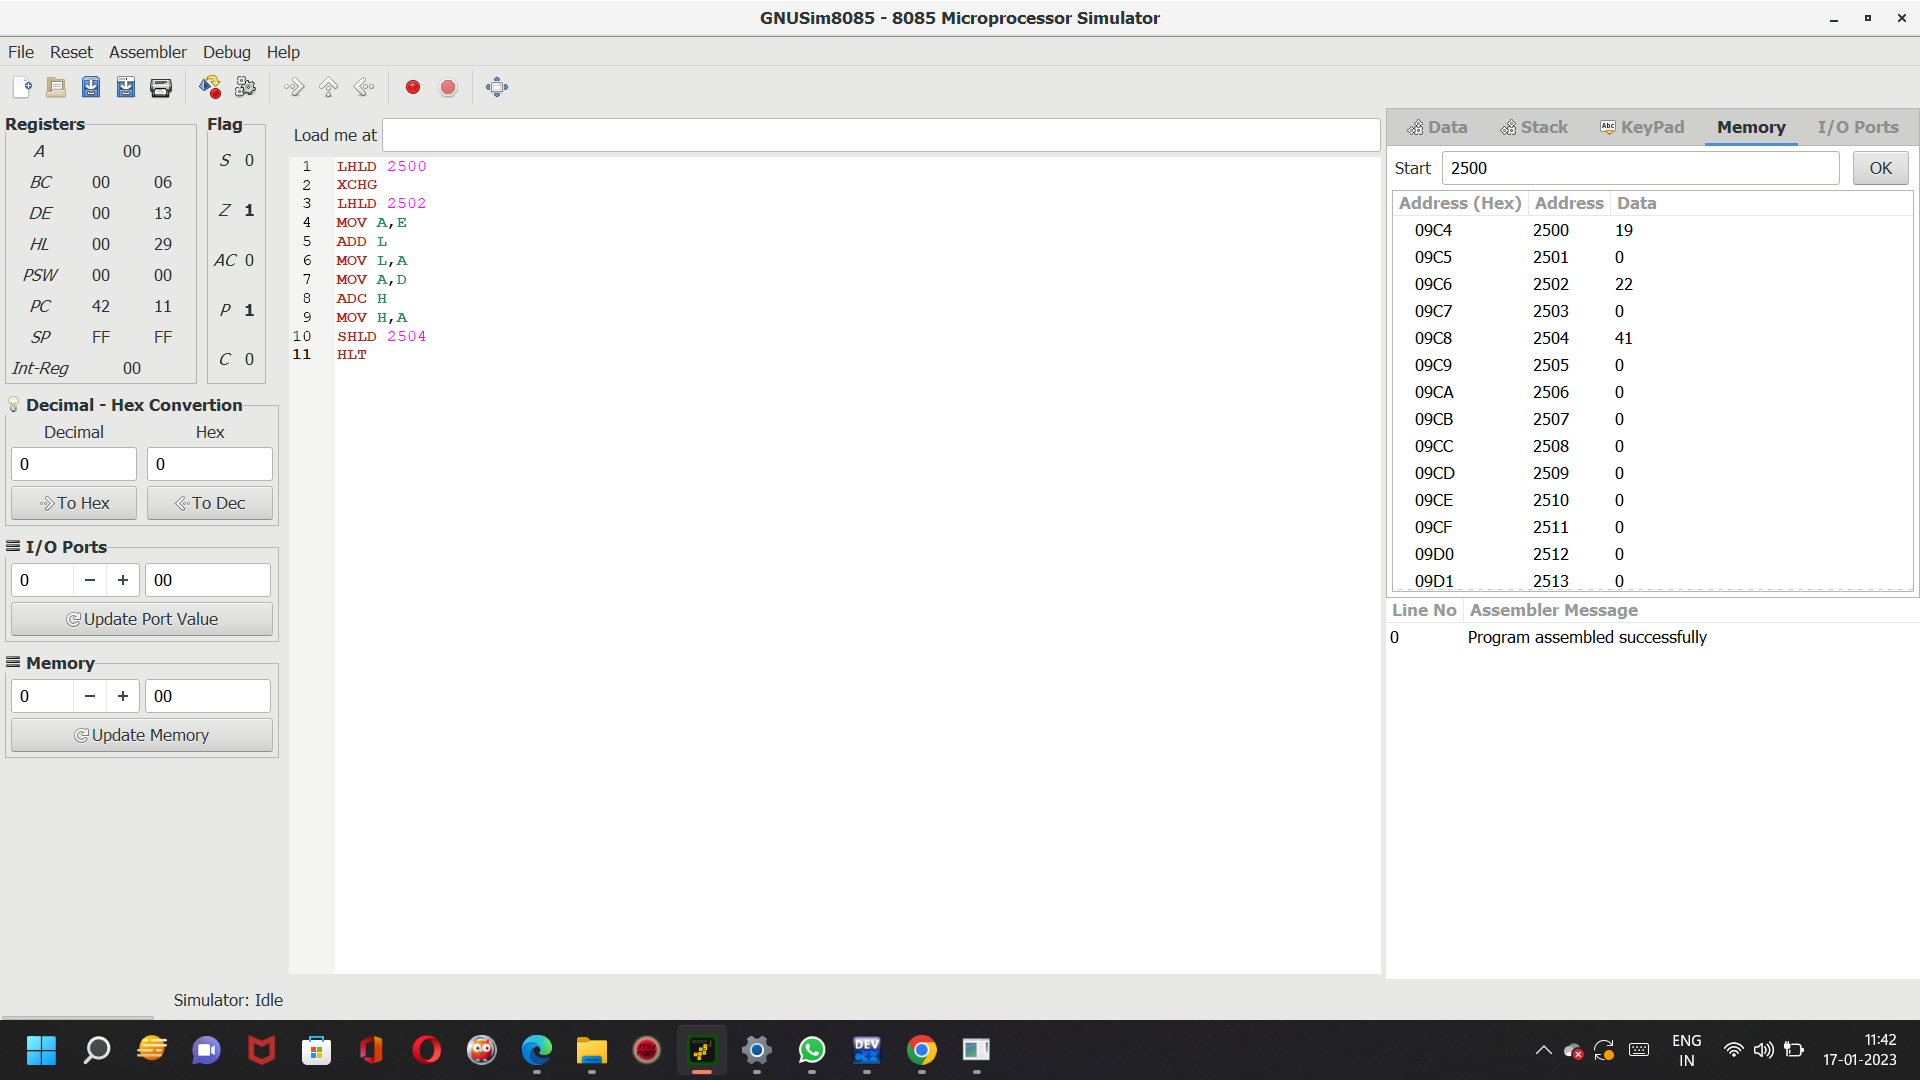 GNUSim8085 - 8085 Microprocessor Simulator
File Reset Assembler Debug Help
Registers
A 00
BC 00 06
DE 00 13
HL 00 29
PSW 00 00
PC 42 11
SP FF FF
Int-Reg 00
Flag
S 0
Z 1
AC 0
P 1
C 0
Decimal - Hex Convertion
Decimal Hex
0 0
To Hex To Dec
I/O Ports
0 − + 00
Update Port Value
Memory
0 − + 00
Update Memory
Load me at
1 LHLD 2500
2 XCHG
3 LHLD 2502
4 MOV A,E
5 ADD L
6 MOV L,A
7 MOV A,D
8 ADC H
9 MOV H,A
10 SHLD 2504
11 HLT
Data Stack Abc KeyPad Memory I/O Ports
Start 2500 OK
Address (Hex) Address Data
09C4 2500 19
09C5 2501 0
09C6 2502 22
09C7 2503 0
09C8 2504 41
09C9 2505 0
09CA 2506 0
09CB 2507 0
09CC 2508 0
09CD 2509 0
09CE 2510 0
09CF 2511 0
09D0 2512 0
09D1 2513 0
Line No Assembler Message
0 Program assembled successfully
Simulator: Idle
DEV C++
ENG
IN
11:42
17-01-2023